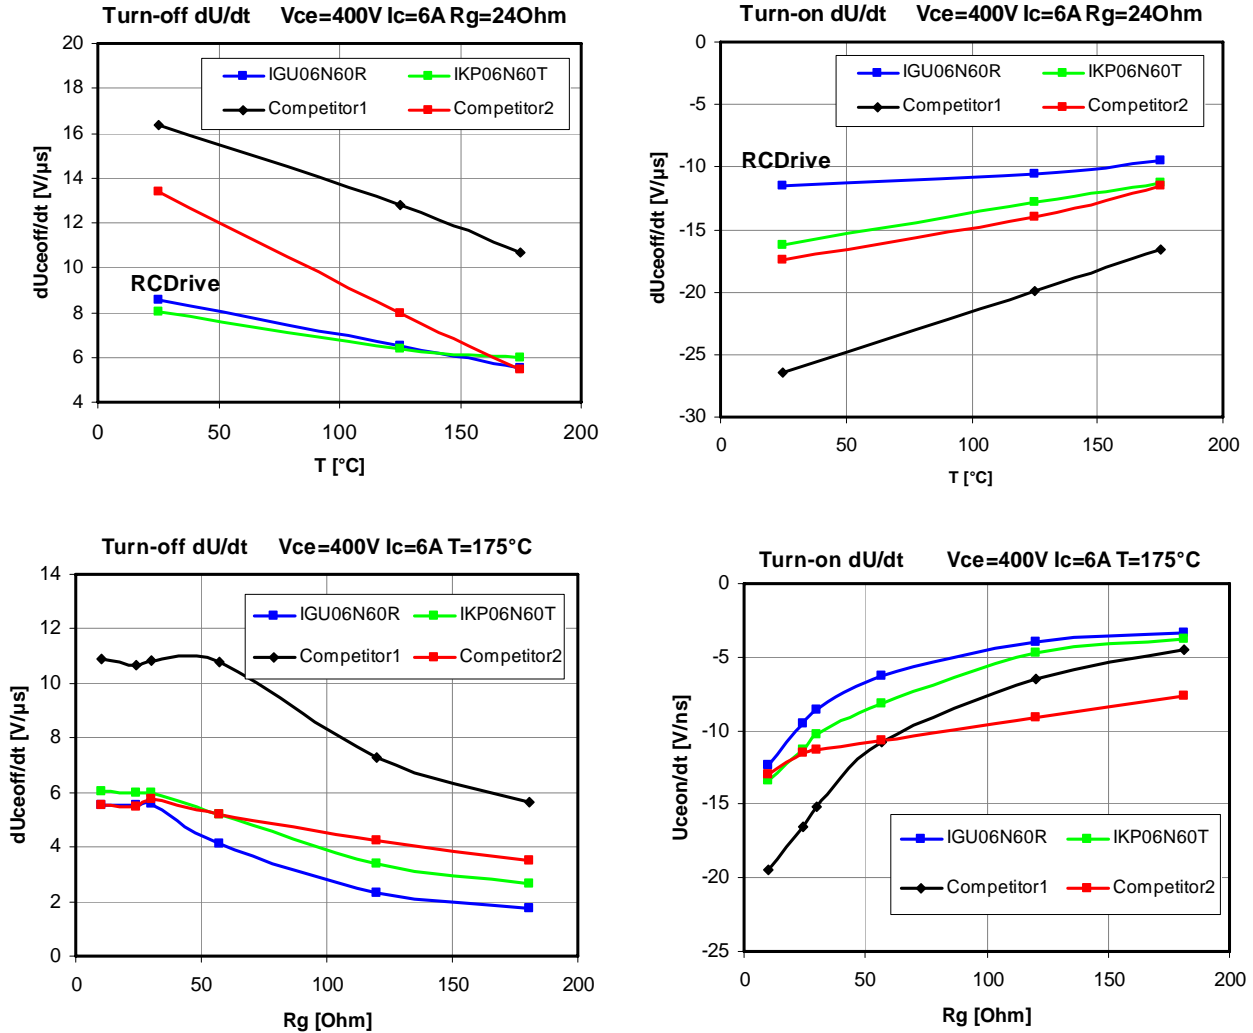 Turn-off dU/dt Vce=400V Ic=6A Rg=24Ohm
20
18
16
14
12
10
8
6
4
0
50
100
150
200
dUceoff/dt [V/µs]
T [°C]
IGU06N60R
IKP06N60T
Competitor1
Competitor2
RCDrive
Turn-on dU/dt Vce=400V Ic=6A Rg=24Ohm
0
-5
-10
-15
-20
-25
-30
0
50
100
150
200
dUceoff/dt [V/µs]
T [°C]
IGU06N60R
IKP06N60T
Competitor1
Competitor2
RCDrive
Turn-off dU/dt Vce=400V Ic=6A T=175°C
14
12
10
8
6
4
2
0
0
50
100
150
200
dUceoff/dt [V/µs]
Rg [Ohm]
IGU06N60R
IKP06N60T
Competitor1
Competitor2
Turn-on dU/dt Vce=400V Ic=6A T=175°C
0
-5
-10
-15
-20
-25
0
50
100
150
200
Uceon/dt [V/ns]
Rg [Ohm]
IGU06N60R
IKP06N60T
Competitor1
Competitor2